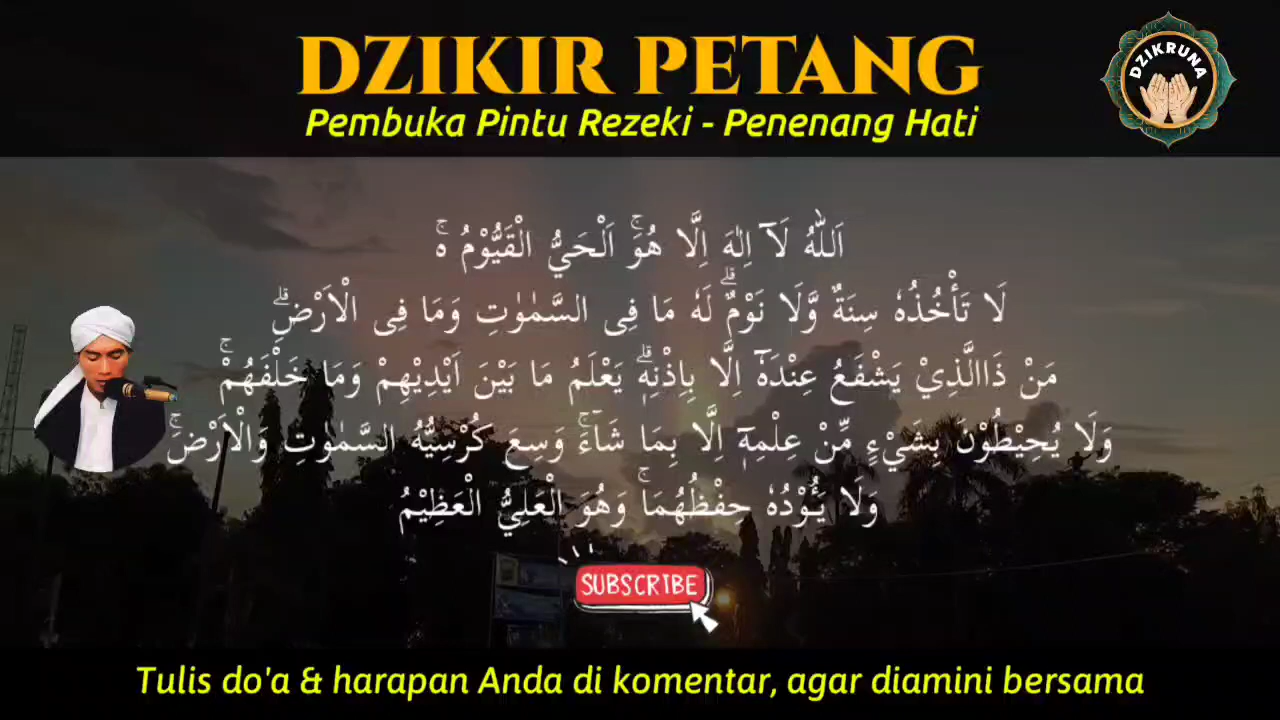 DZIKIR PETANG
Pembuka Pintu Rezeki - Penenang Hati
DZIKRUNA
اَللّٰهُ لَآ اِلٰهَ اِلَّا هُوَۚ اَلْحَيُّ الْقَيُّوْمُ ەۚ
لَا تَأْخُذُهٗ سِنَةٌ وَّلَا نَوْمٌۗ لَهٗ مَا فِى السَّمٰوٰتِ وَمَا فِى الْاَرْضِۗ
مَنْ ذَاالَّذِيْ يَشْفَعُ عِنْدَهٗٓ اِلَّا بِاِذْنِهٖۗ يَعْلَمُ مَا بَيْنَ اَيْدِيْهِمْ وَمَا خَلْفَهُمْۚ
وَلَا يُحِيْطُوْنَ بِشَيْءٍ مِّنْ عِلْمِهٖٓ اِلَّا بِمَا شَاۤءَۚ وَسِعَ كُرْسِيُّهُ السَّمٰوٰتِ وَالْاَرْضَۚ
وَلَا يَـُٔوْدُهٗ حِفْظُهُمَاۚ وَهُوَ الْعَلِيُّ الْعَظِيْمُ
SUBSCRIBE
Tulis do'a & harapan Anda di komentar, agar diamini bersama